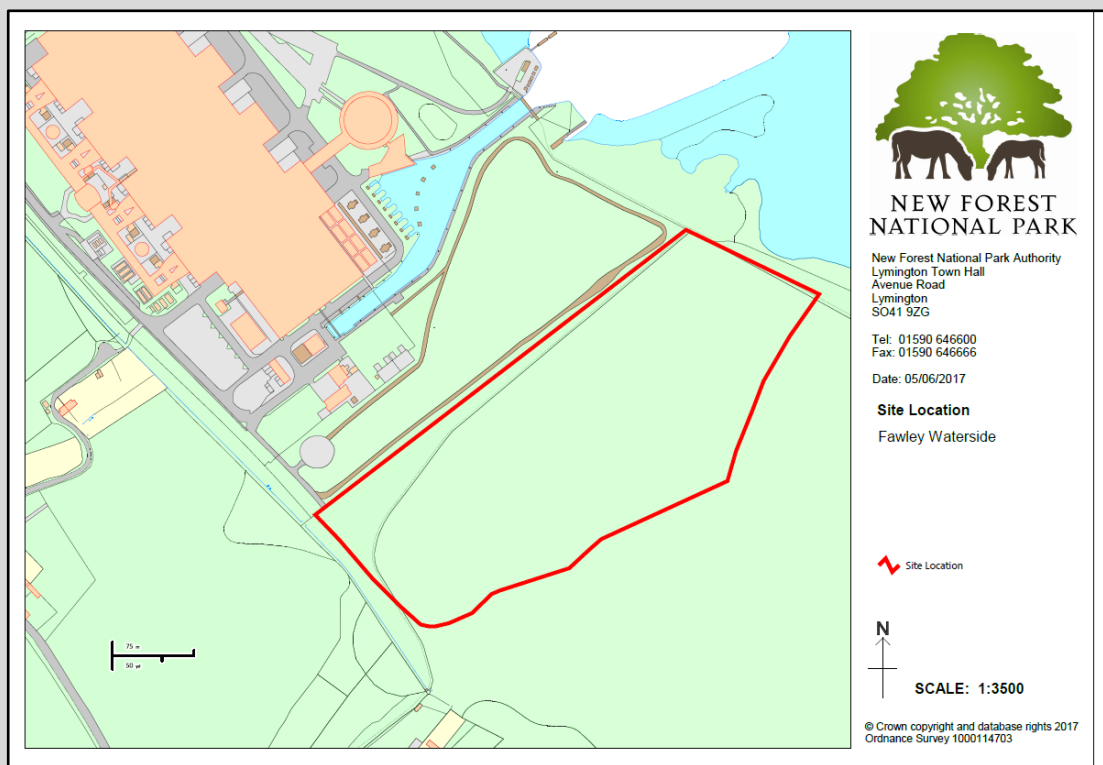 NEW FOREST
NATIONAL PARK
New Forest National Park Authority
Lymington Town Hall
Avenue Road
Lymington
SO41 9ZG
Tel: 01590 646600
Fax: 01590 646666
Date: 05/06/2017
Site Location
Fawley Waterside
Site Location
N
SCALE: 1:3500
© Crown copyright and database rights 2017
Ordnance Survey 1000114703
75 m
50 yd